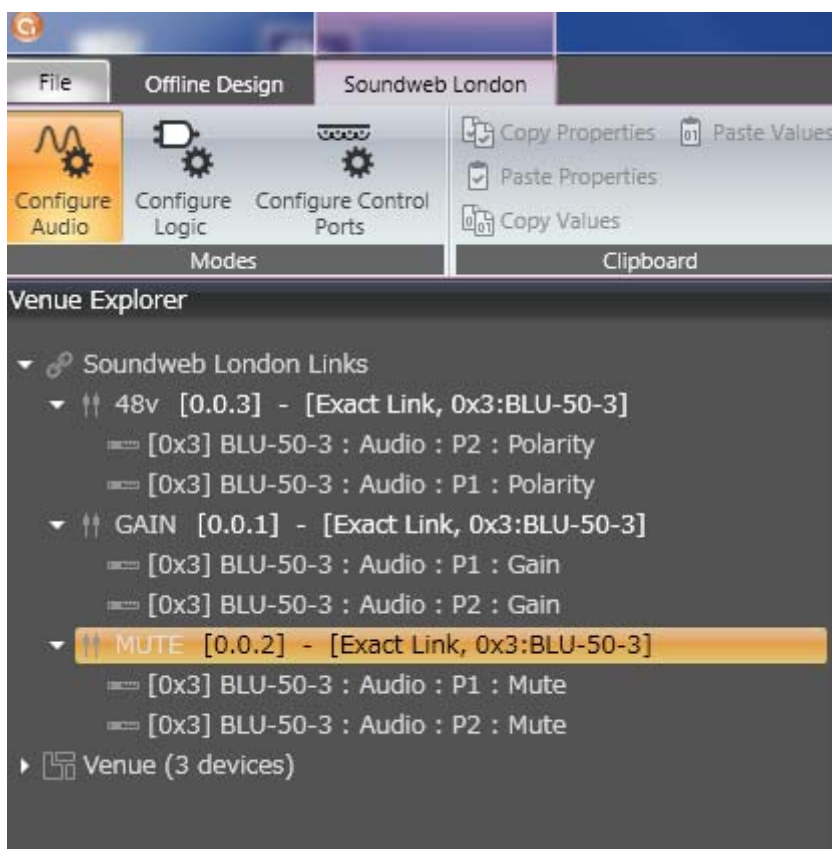 File Offline Design Soundweb London
Configure Audio
Configure Logic
Configure Control Ports
Copy Properties
Paste Values
Paste Properties
Copy Values
Modes
Clipboard
Venue Explorer
Soundweb London Links
48v [0.0.3] - [Exact Link, 0x3:BLU-50-3]
[0x3] BLU-50-3 : Audio : P2 : Polarity
[0x3] BLU-50-3 : Audio : P1 : Polarity
GAIN [0.0.1] - [Exact Link, 0x3:BLU-50-3]
[0x3] BLU-50-3 : Audio : P1 : Gain
[0x3] BLU-50-3 : Audio : P2 : Gain
MUTE [0.0.2] - [Exact Link, 0x3:BLU-50-3]
[0x3] BLU-50-3 : Audio : P1 : Mute
[0x3] BLU-50-3 : Audio : P2 : Mute
Venue (3 devices)